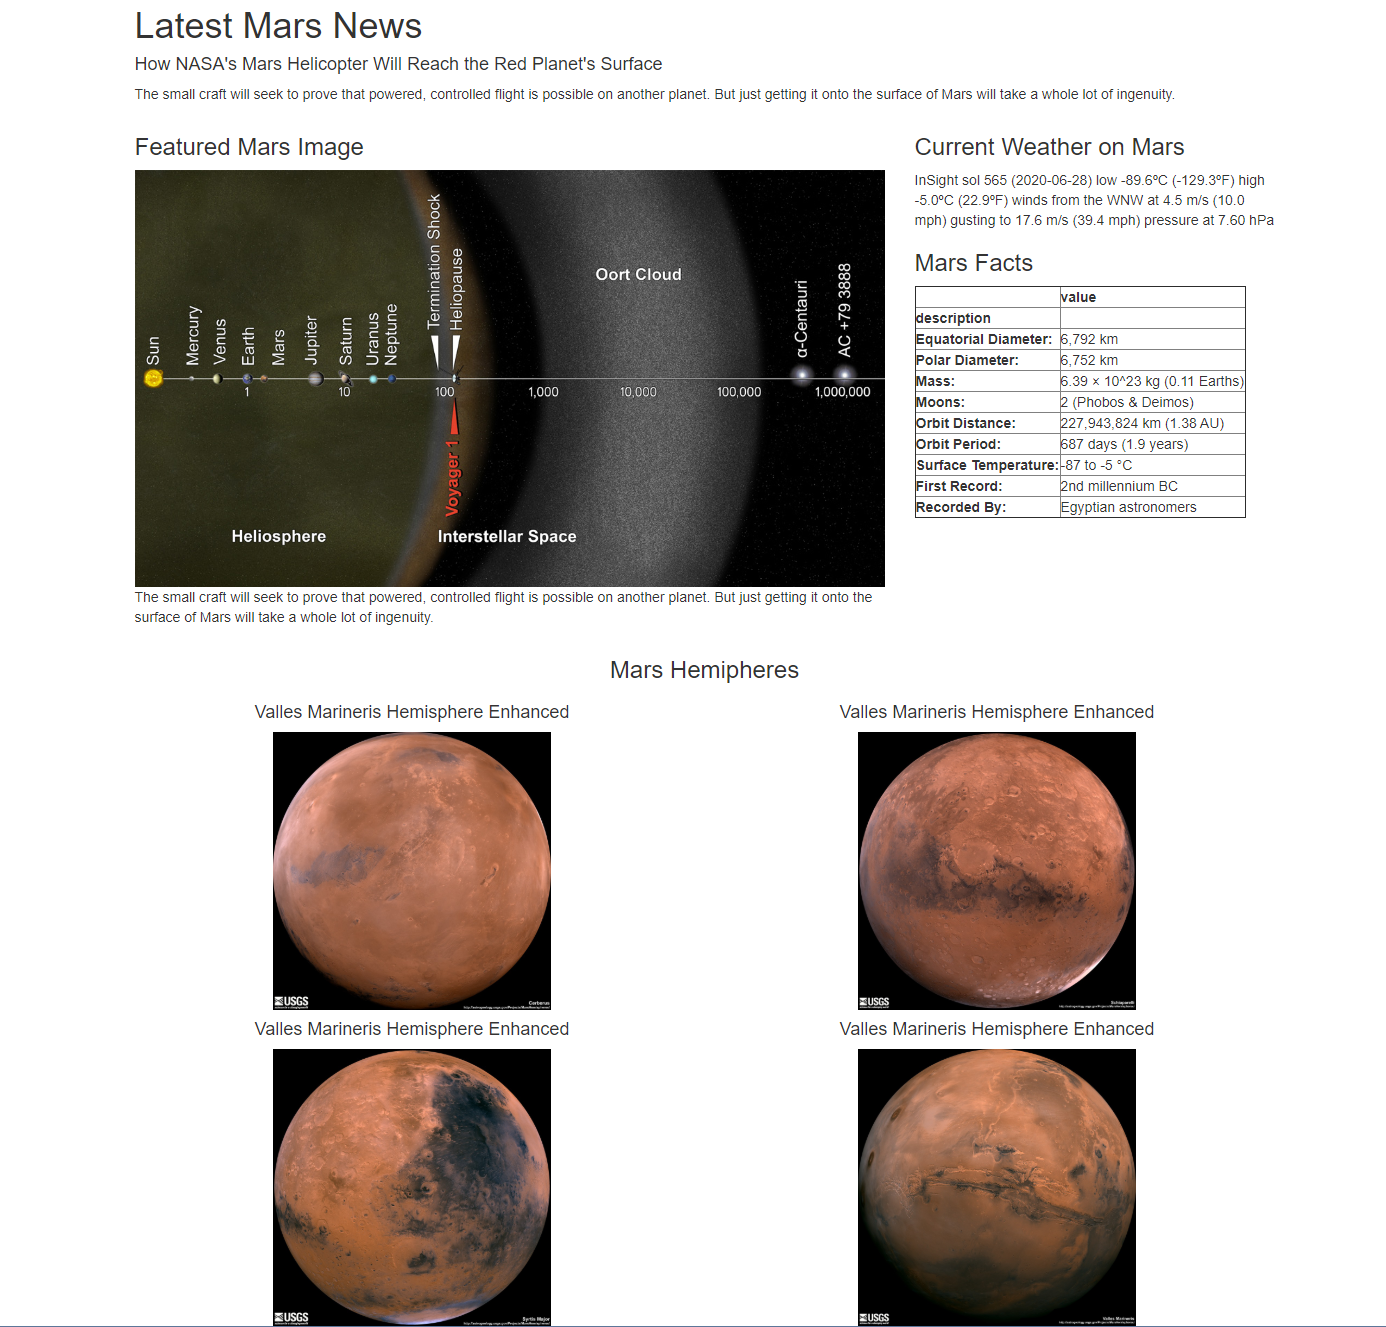 Latest Mars News
How NASA's Mars Helicopter Will Reach the Red Planet's Surface
The small craft will seek to prove that powered, controlled flight is possible on another planet. But just getting it onto the surface of Mars will take a whole lot of ingenuity.
Featured Mars Image
Sun
Mercury
Venus
Earth
Mars
Jupiter
Saturn
Uranus
Neptune
Termination Shock
Heliopause
Oort Cloud
α-Centauri
AC +79 3888
1 10 100 1,000 10,000 100,000 1,000,000
Voyager 1
Heliosphere
Interstellar Space
The small craft will seek to prove that powered, controlled flight is possible on another planet. But just getting it onto the
surface of Mars will take a whole lot of ingenuity.
Current Weather on Mars
InSight sol 565 (2020-06-28) low -89.6ºC (-129.3ºF) high
-5.0ºC (22.9ºF) winds from the WNW at 4.5 m/s (10.0
mph) gusting to 17.6 m/s (39.4 mph) pressure at 7.60 hPa
Mars Facts
value
description
Equatorial Diameter: 6,792 km
Polar Diameter: 6,752 km
Mass: 6.39 × 10^23 kg (0.11 Earths)
Moons: 2 (Phobos & Deimos)
Orbit Distance: 227,943,824 km (1.38 AU)
Orbit Period: 687 days (1.9 years)
Surface Temperature: -87 to -5 °C
First Record: 2nd millennium BC
Recorded By: Egyptian astronomers
Mars Hemipheres
Valles Marineris Hemisphere Enhanced
USGS
Cerberus
Valles Marineris Hemisphere Enhanced
USGS
Schiaparelli
Valles Marineris Hemisphere Enhanced
USGS
Syrtis Major
Valles Marineris Hemisphere Enhanced
USGS
Valles Marineris